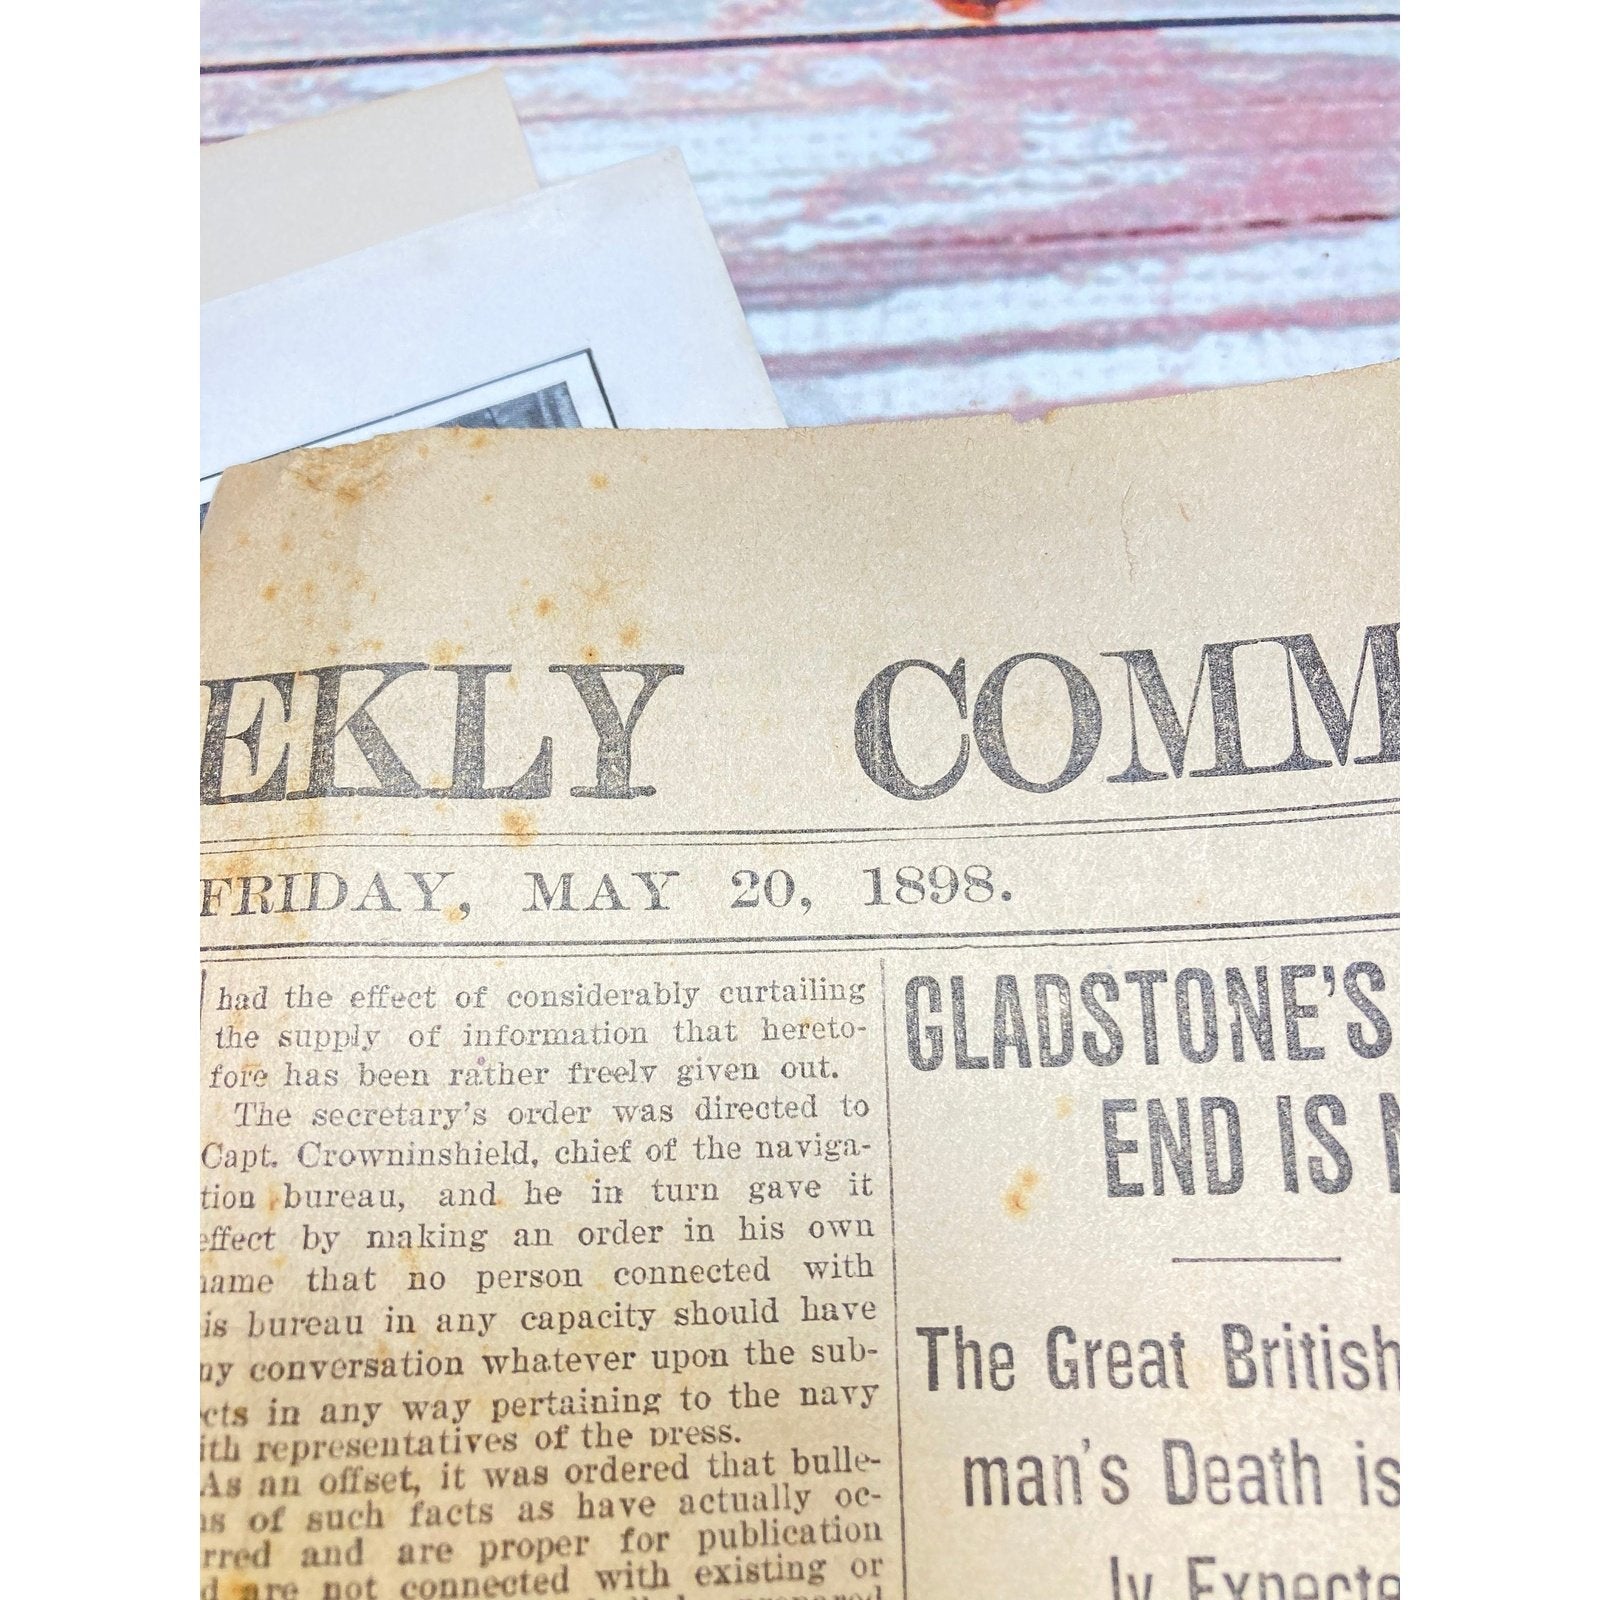 EKLY COMM
FRIDAY, MAY 20, 1898.
had the effect of considerably curtailing
the supply of information that hereto-
fore has been rather freely given out.
The secretary's order was directed to
Capt. Crowninshield, chief of the naviga-
tion bureau, and he in turn gave it
effect by making an order in his own
name that no person connected with
is bureau in any capacity should have
ny conversation whatever upon the sub-
cts in any way pertaining to the navy
ith representatives of the press.
As an offset, it was ordered that bulle-
ns of such facts as have actually oc-
rred and are proper for publication
d are not connected with existing or
prepared
GLADSTONE'S
END IS
The Great British
man's Death is
ly Expecte